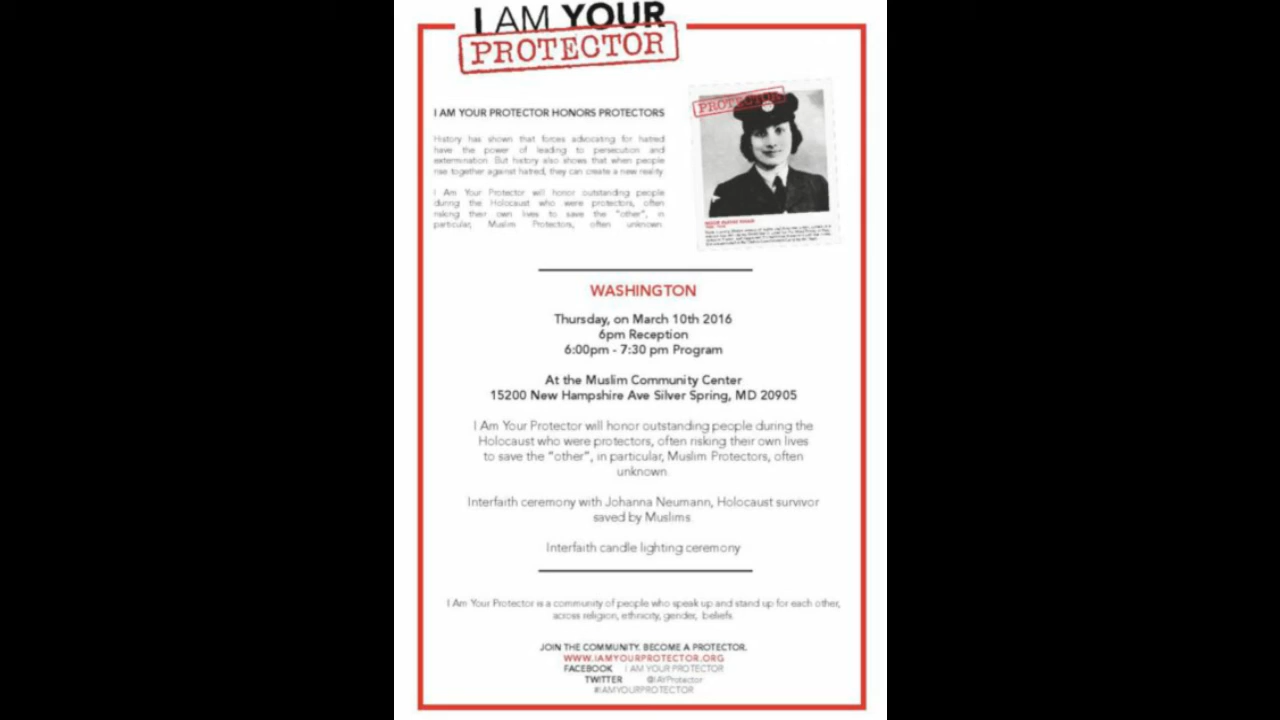 I AM YOUR
PROTECTOR
I AM YOUR PROTECTOR HONORS PROTECTORS
History has shown that forces advocating for hatred
have the power of leading to persecution and
extermination. But history also shows that when people
rise together against hatred, they can create a new reality.
I Am Your Protector will honor outstanding people
during the Holocaust who were protectors, often
risking their own lives to save the "other", in
particular, Muslim Protectors, often unknown.
PROTECTOR
WASHINGTON
Thursday, on March 10th 2016
6pm Reception
6:00pm - 7:30 pm Program
At the Muslim Community Center
15200 New Hampshire Ave Silver Spring, MD 20905
I Am Your Protector will honor outstanding people during the
Holocaust who were protectors, often risking their own lives
to save the "other", in particular, Muslim Protectors, often
unknown.
Interfaith ceremony with Johanna Neumann, Holocaust survivor
saved by Muslims.
Interfaith candle lighting ceremony
I Am Your Protector is a community of people who speak up and stand up for each other,
across religion, ethnicity, gender, beliefs.
JOIN THE COMMUNITY. BECOME A PROTECTOR.
WWW.IAMYOURPROTECTOR.ORG
FACEBOOK I AM YOUR PROTECTOR
TWITTER @IAYProtector
#IAMYOURPROTECTOR